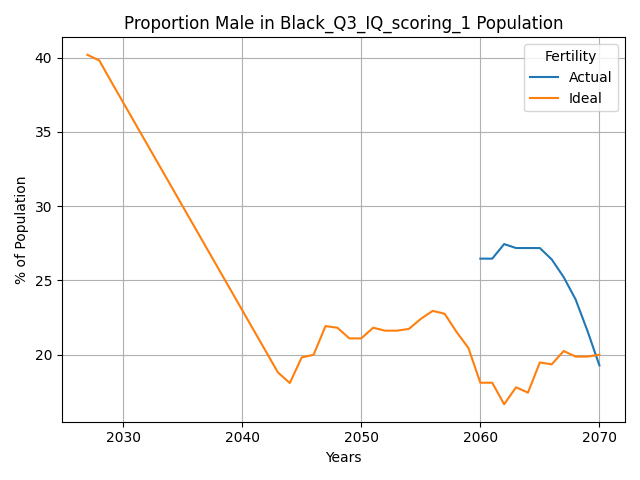 Proportion Male in Black_Q3_IQ_scoring_1 Population
Fertility
Actual
Ideal
% of Population
40
35
30
25
20
2030 2040 2050 2060 2070
Years